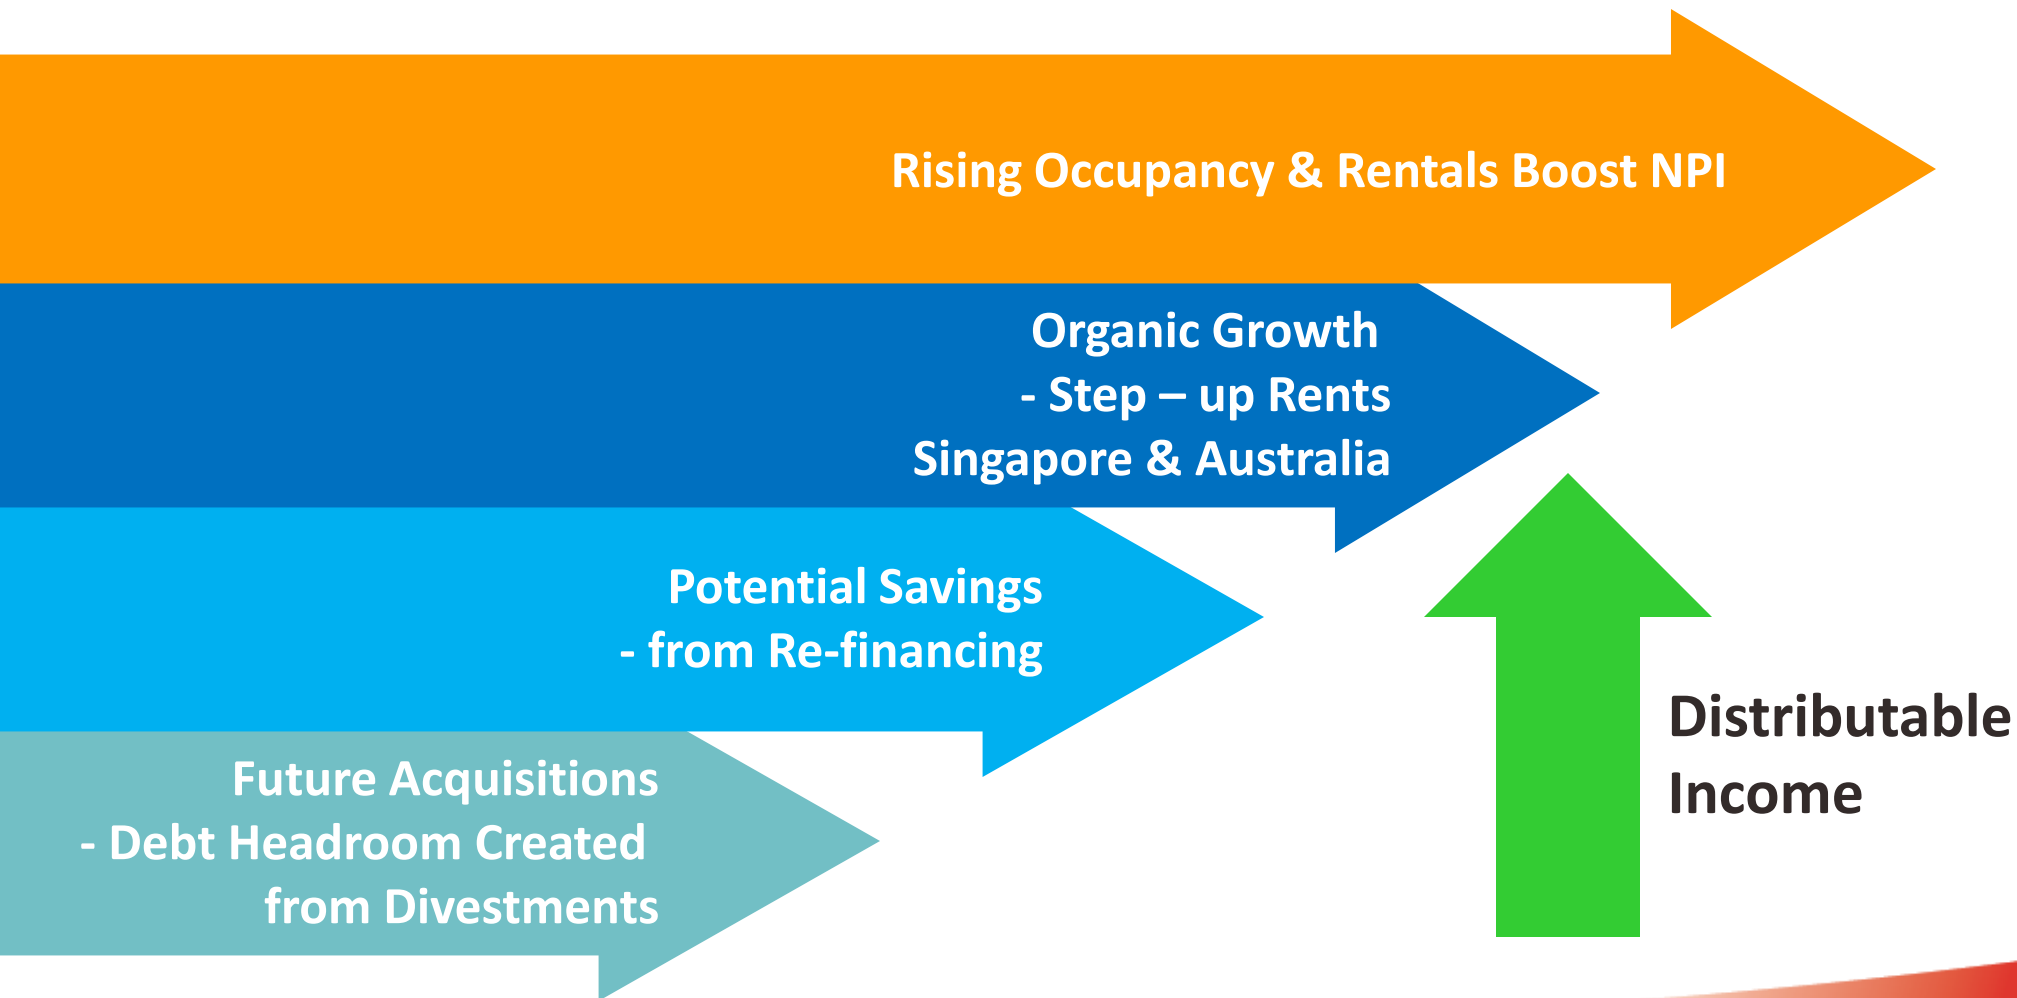 Rising Occupancy & Rentals Boost NPI
Organic Growth
- Step – up Rents
Singapore & Australia
Potential Savings
- from Re-financing
Future Acquisitions
- Debt Headroom Created
from Divestments
Distributable
Income